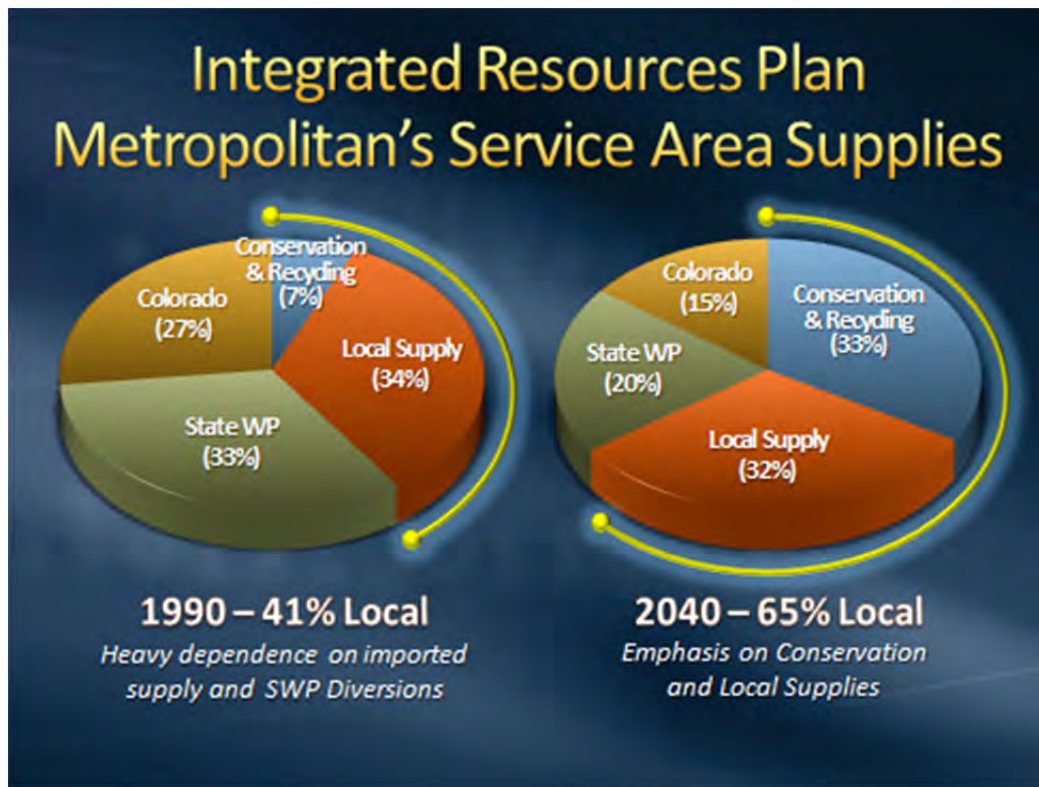 Integrated Resources Plan
Metropolitan's Service Area Supplies
Conservation
& Recyding
(7%)
Colorado
(27%)
Local Supply
(34%)
State WP
(33%)
Colorado
(15%)
Conservation
& Recyding
(33%)
State WP
(20%)
Local Supply
(32%)
1990 – 41% Local
Heavy dependence on imported
supply and SWP Diversions
2040 – 65% Local
Emphasis on Conservation
and Local Supplies